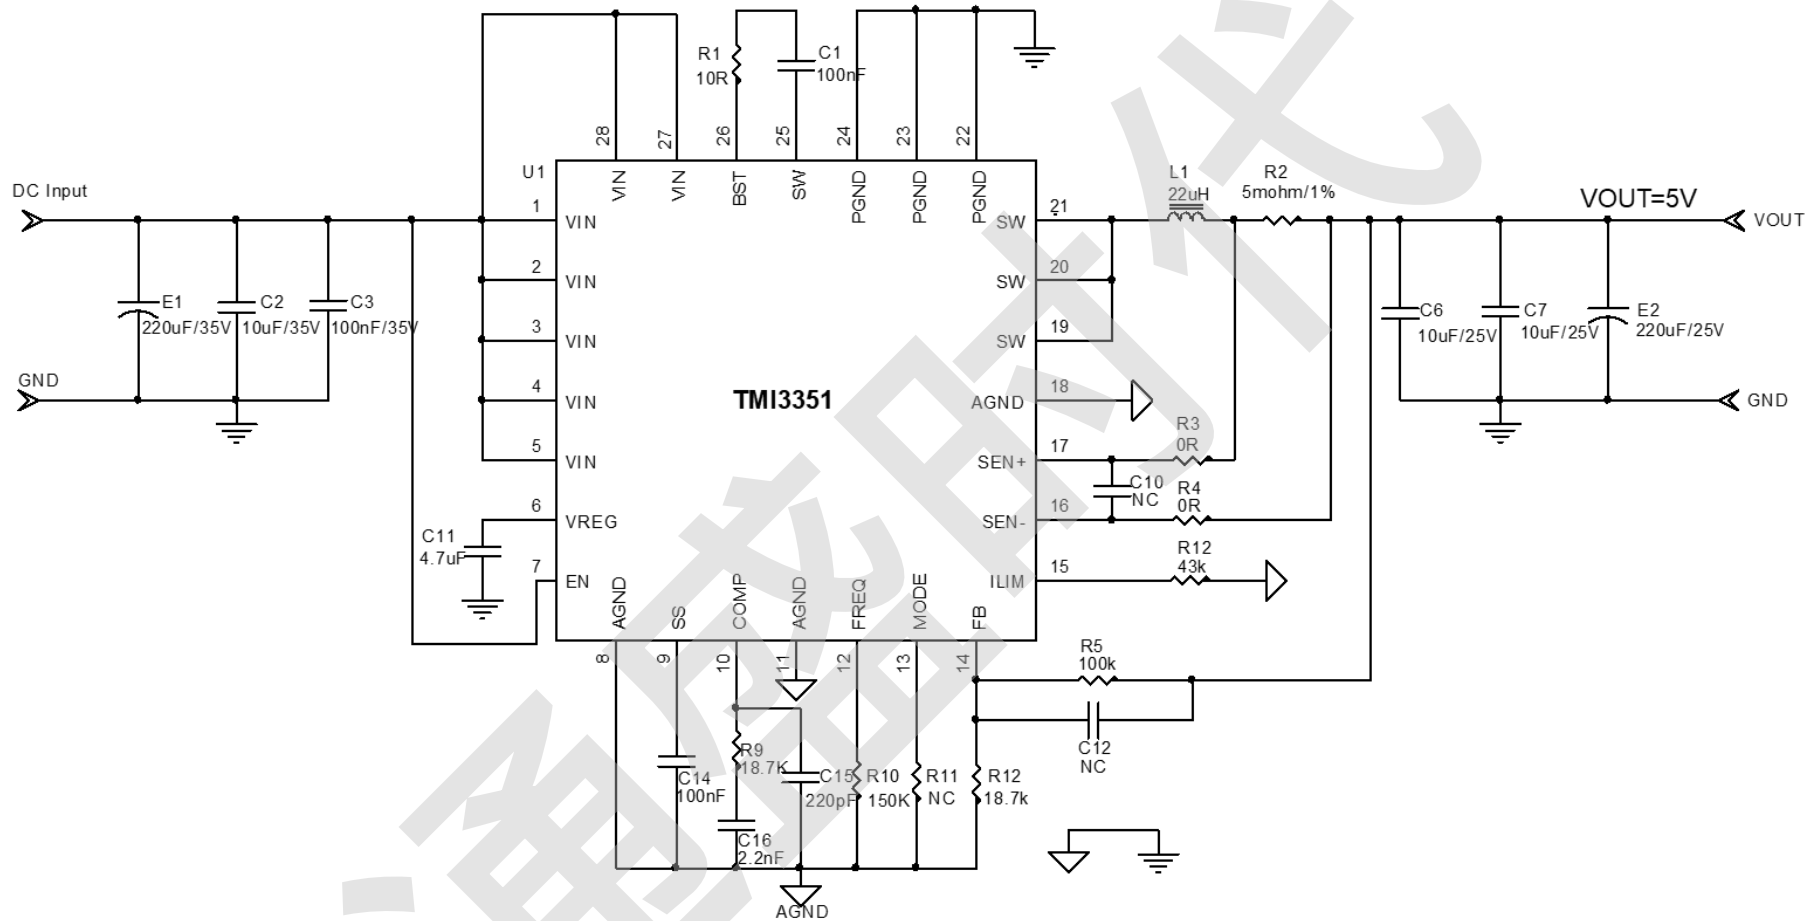 R1
10R
C1
100nF
28
27
26
25
24
23
22
U1
VIN
VIN
BST
SW
PGND
PGND
PGND
DC Input
GND
E1
220uF/35V
C2
10uF/35V
C3
100nF/35V
1
VIN
2
VIN
3
VIN
4
VIN
5
VIN
6
VREG
7
EN
C11
4.7uF
TMI3351
21
SW
20
SW
19
SW
18
AGND
17
SEN+
16
SEN-
15
ILIM
L1
22uH
R2
5mohm/1%
VOUT=5V
VOUT
C6
10uF/25V
C7
10uF/25V
E2
220uF/25V
GND
R3
0R
C10
NC
R4
0R
R12
43k
AGND
SS
COMP
AGND
FREQ
MODE
FB
8
9
10
11
12
13
14
R5
100k
C12
NC
C14
100nF
R9
18.7K
C16
2.2nF
C15
220pF
R10
150K
R11
NC
R12
18.7k
AGND
通盛时代